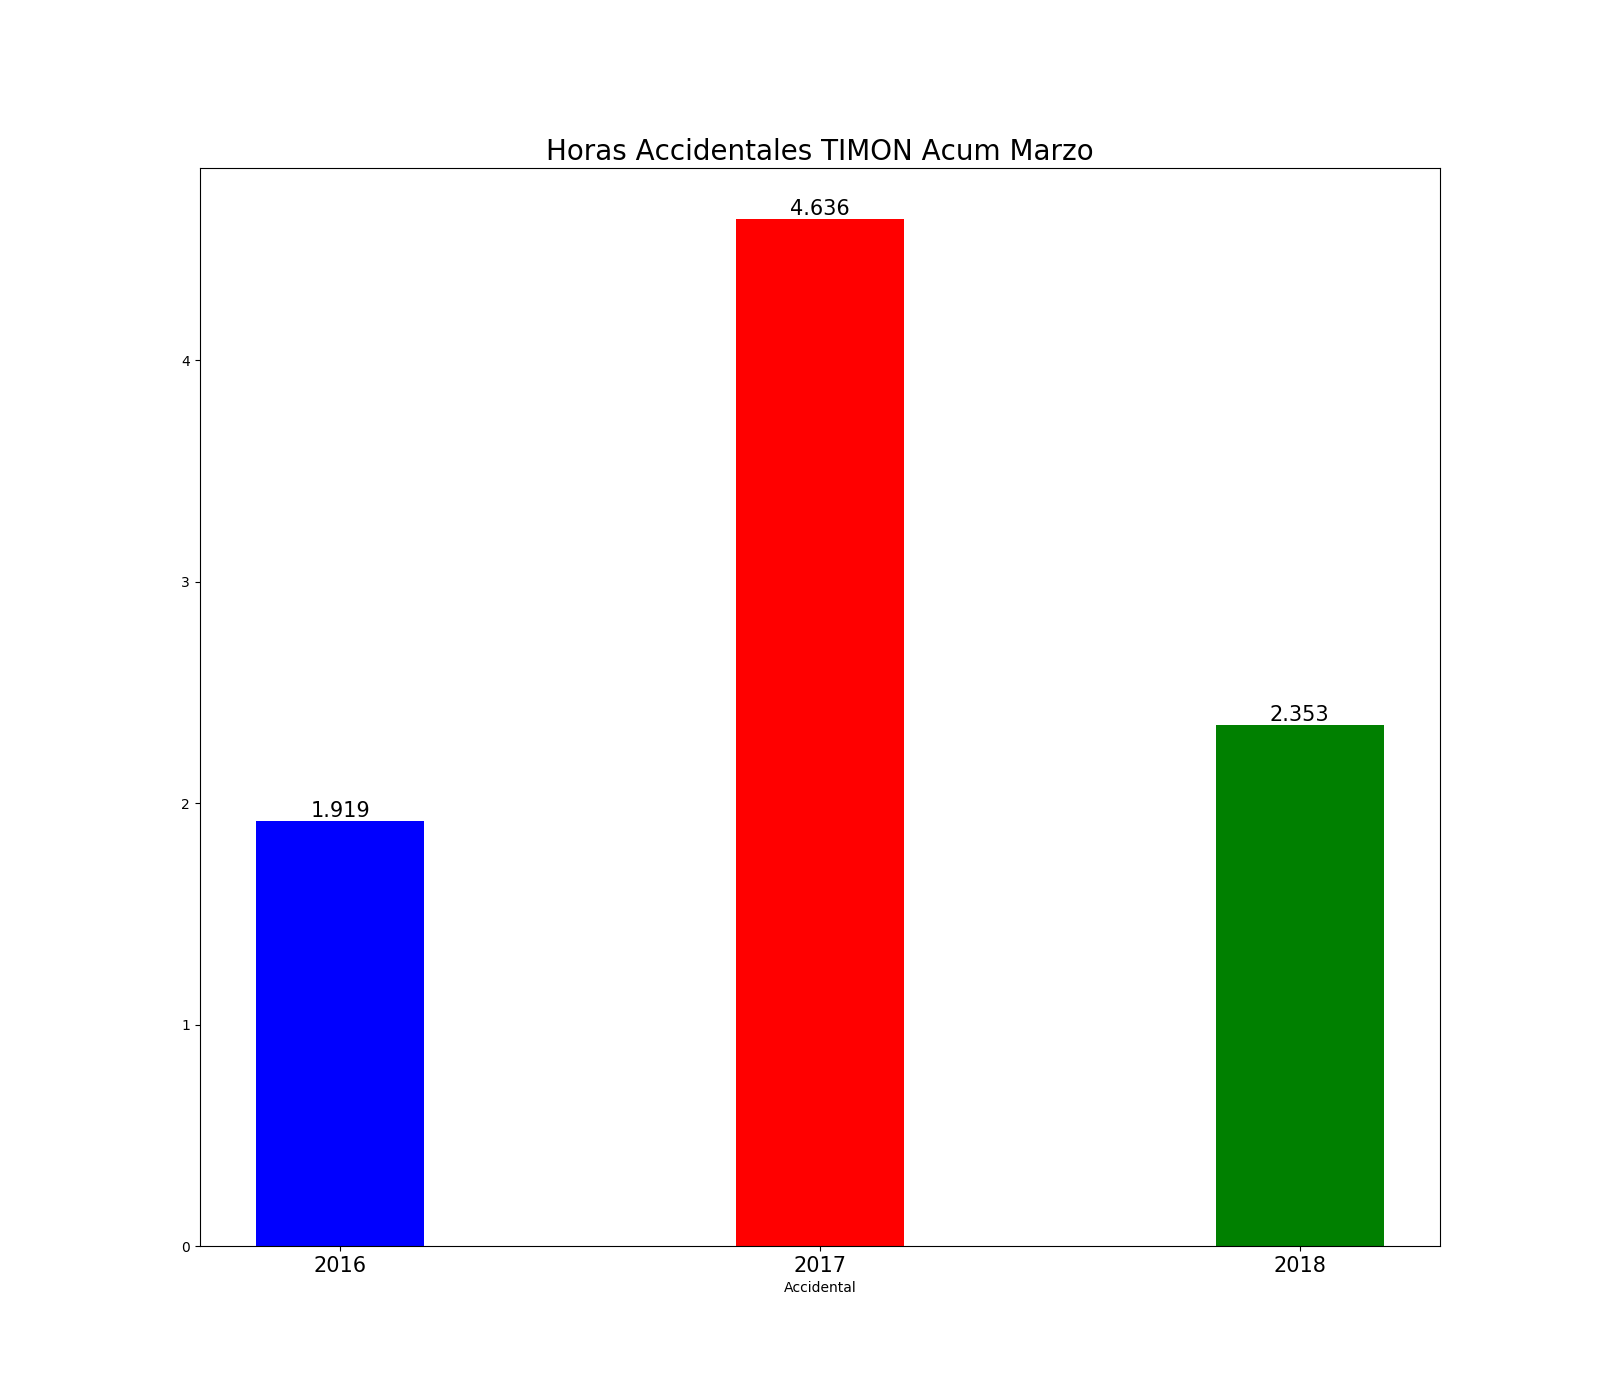 Horas Accidentales TIMON Acum Marzo
4.636
4
3
2.353
2
1.919
1
0
2016 2017 2018
Accidental